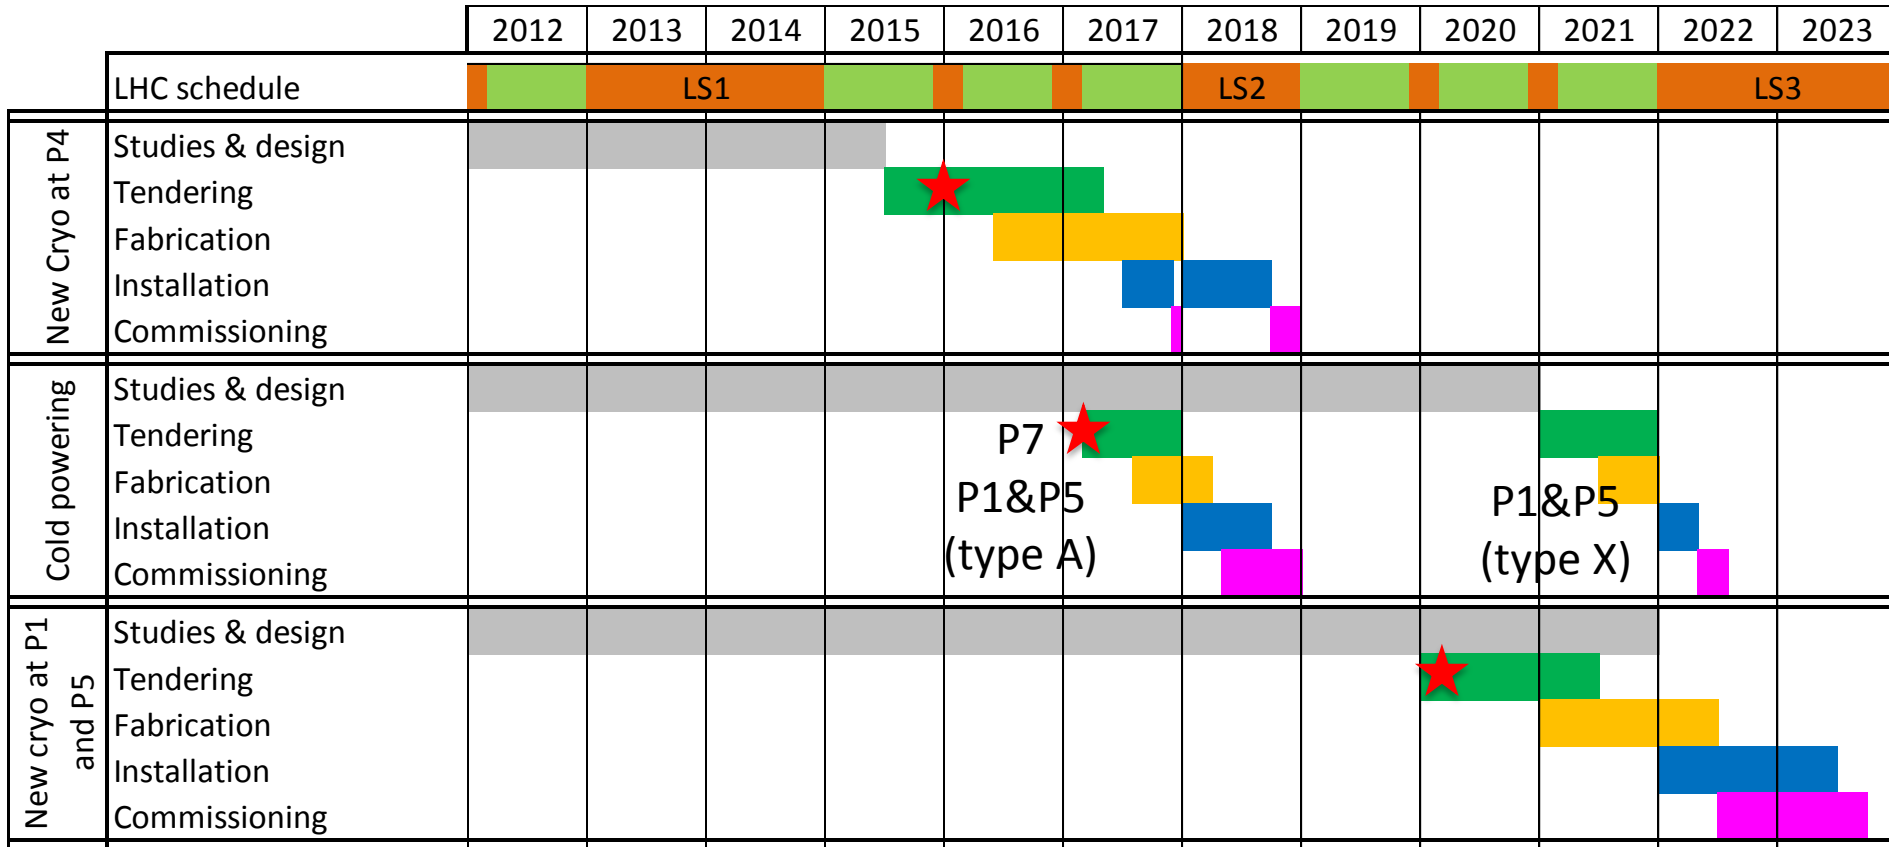 2012 2013 2014 2015 2016 2017 2018 2019 2020 2021 2022 2023
LHC schedule LS1 LS2 LS3
New Cryo at P4
Studies & design
Tendering
Fabrication
Installation
Commissioning
Cold powering
Studies & design
Tendering
Fabrication
Installation
Commissioning
P7
P1&P5
(type A)
P1&P5
(type X)
New cryo at P1
and P5
Studies & design
Tendering
Fabrication
Installation
Commissioning